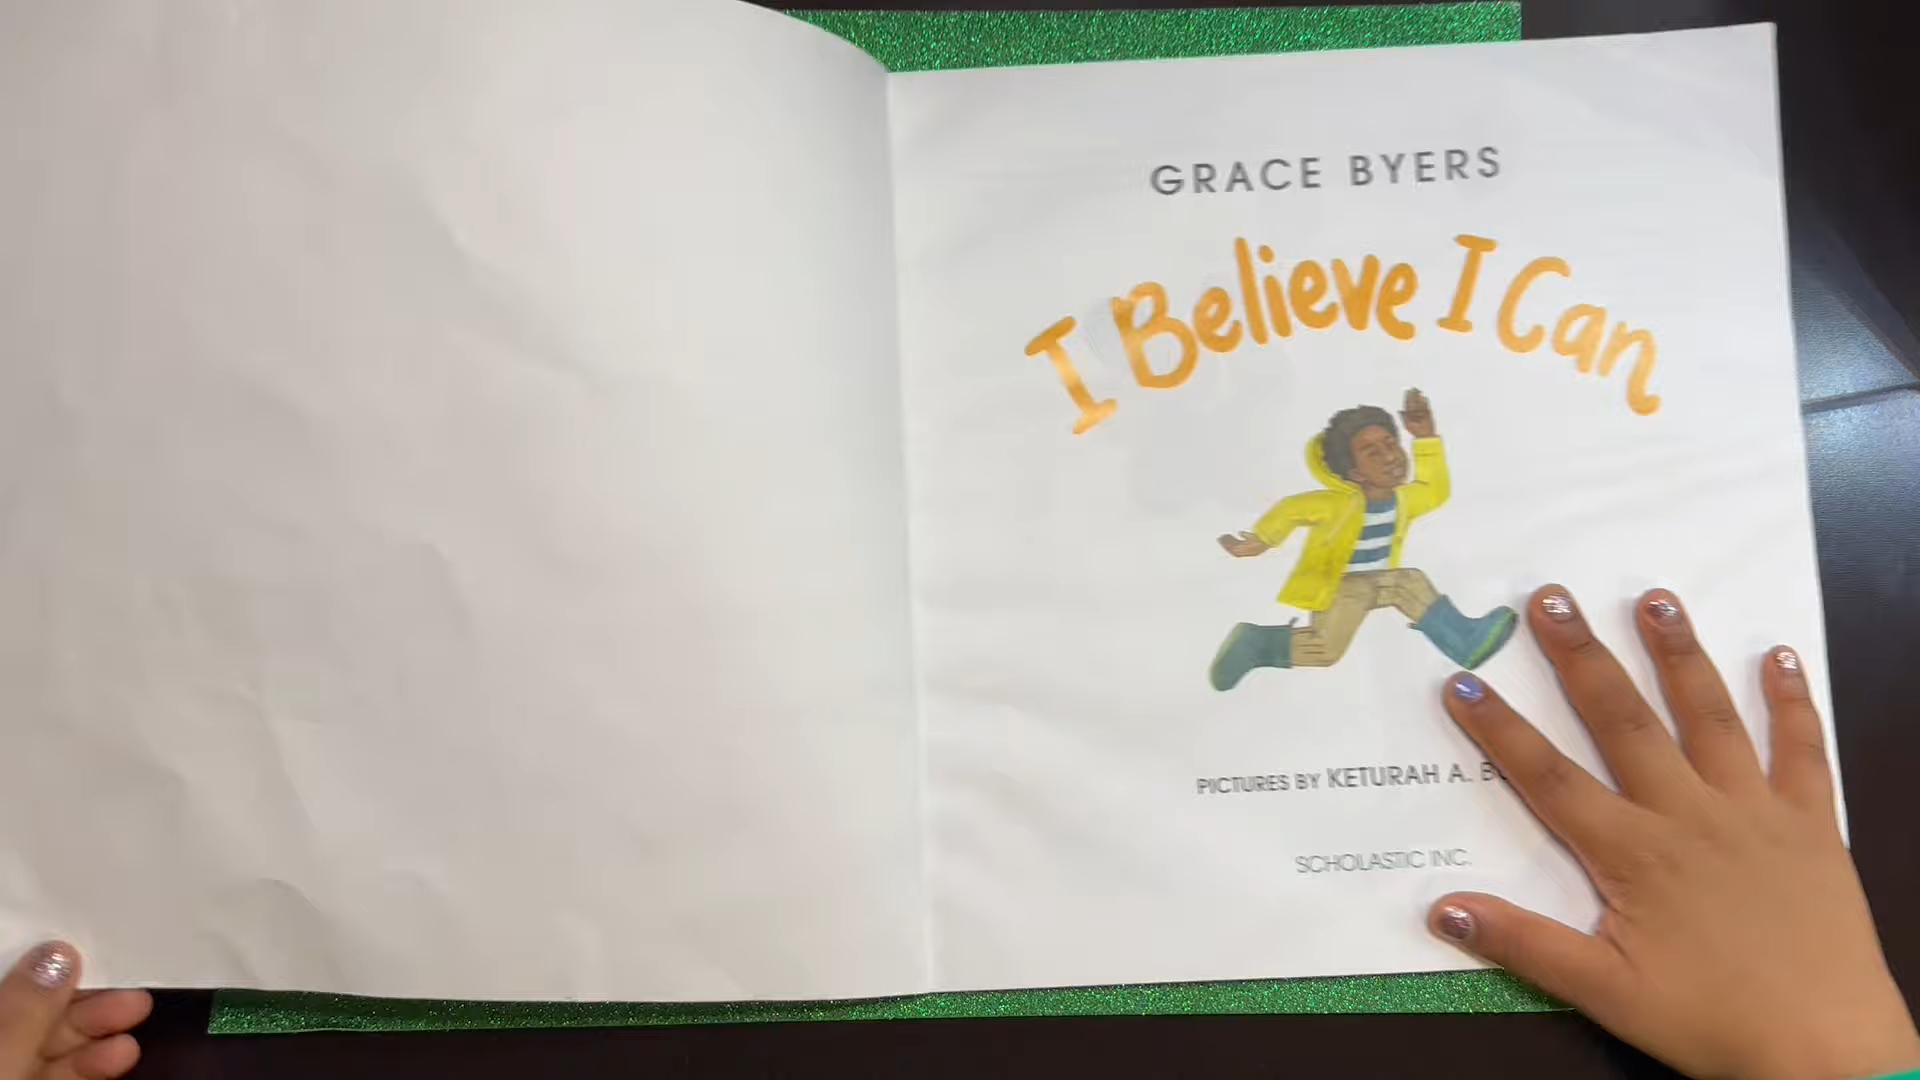 GRACE BYERS
I Believe I Can
PICTURES BY KETURAH A.
SCHOLASTIC INC.